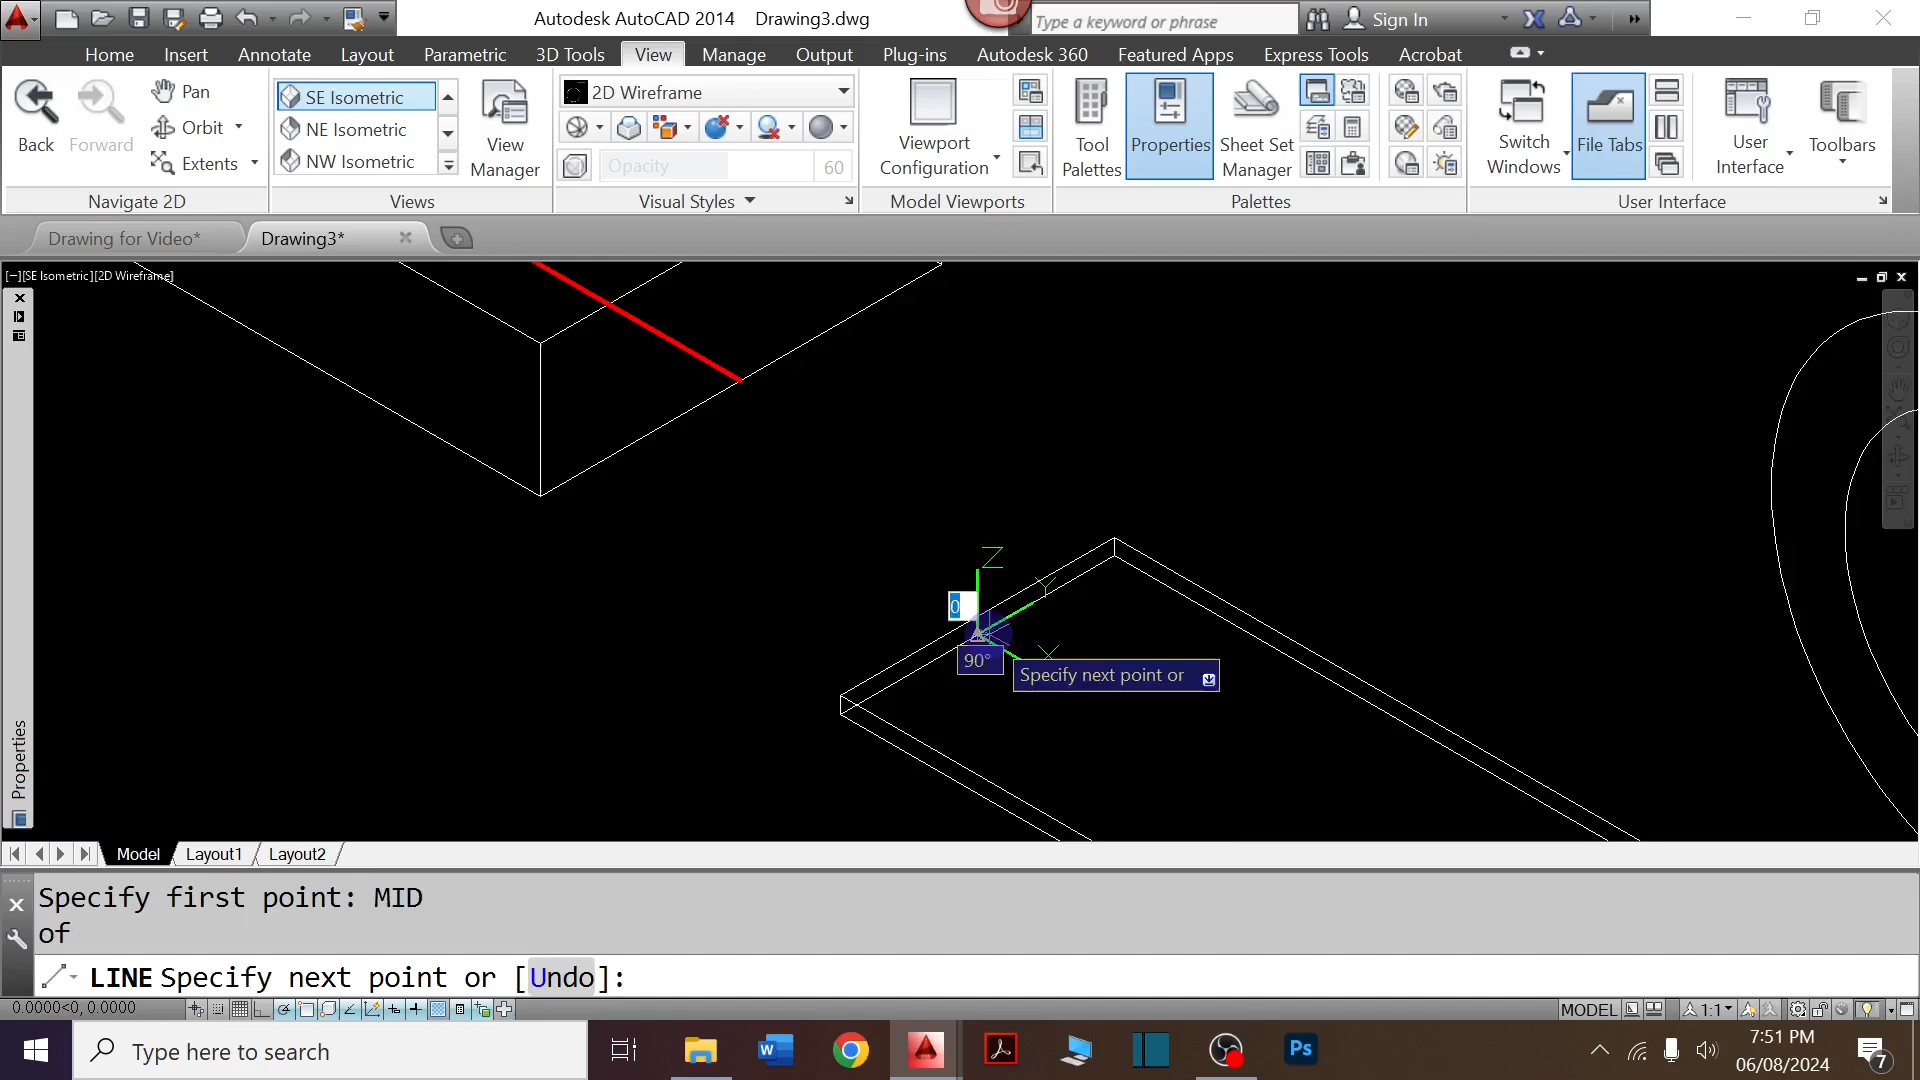 Autodesk AutoCAD 2014 Drawing3.dwg
Type a keyword or phrase
Sign In
Home Insert Annotate Layout Parametric 3D Tools View Manage Output Plug-ins Autodesk 360 Featured Apps Express Tools Acrobat
Back
Forward
Pan
Orbit
Extents
Navigate 2D
SE Isometric
NE Isometric
NW Isometric
View
Manager
Views
2D Wireframe
Opacity 60
Visual Styles
Viewport
Configuration
Model Viewports
Tool
Palettes
Properties
Sheet Set
Manager
Palettes
Switch
Windows
File Tabs
User
Interface
Toolbars
User Interface
Drawing for Video*
Drawing3*
[−][SE Isometric][2D Wireframe]
Properties
Z
Y
X
0
90°
Specify next point or
Model Layout1 Layout2
Specify first point: MID
of
LINE Specify next point or [Undo]:
0.0000<0, 0.0000
MODEL
1:1
Type here to search
W
Ps
7:51 PM
06/08/2024
7